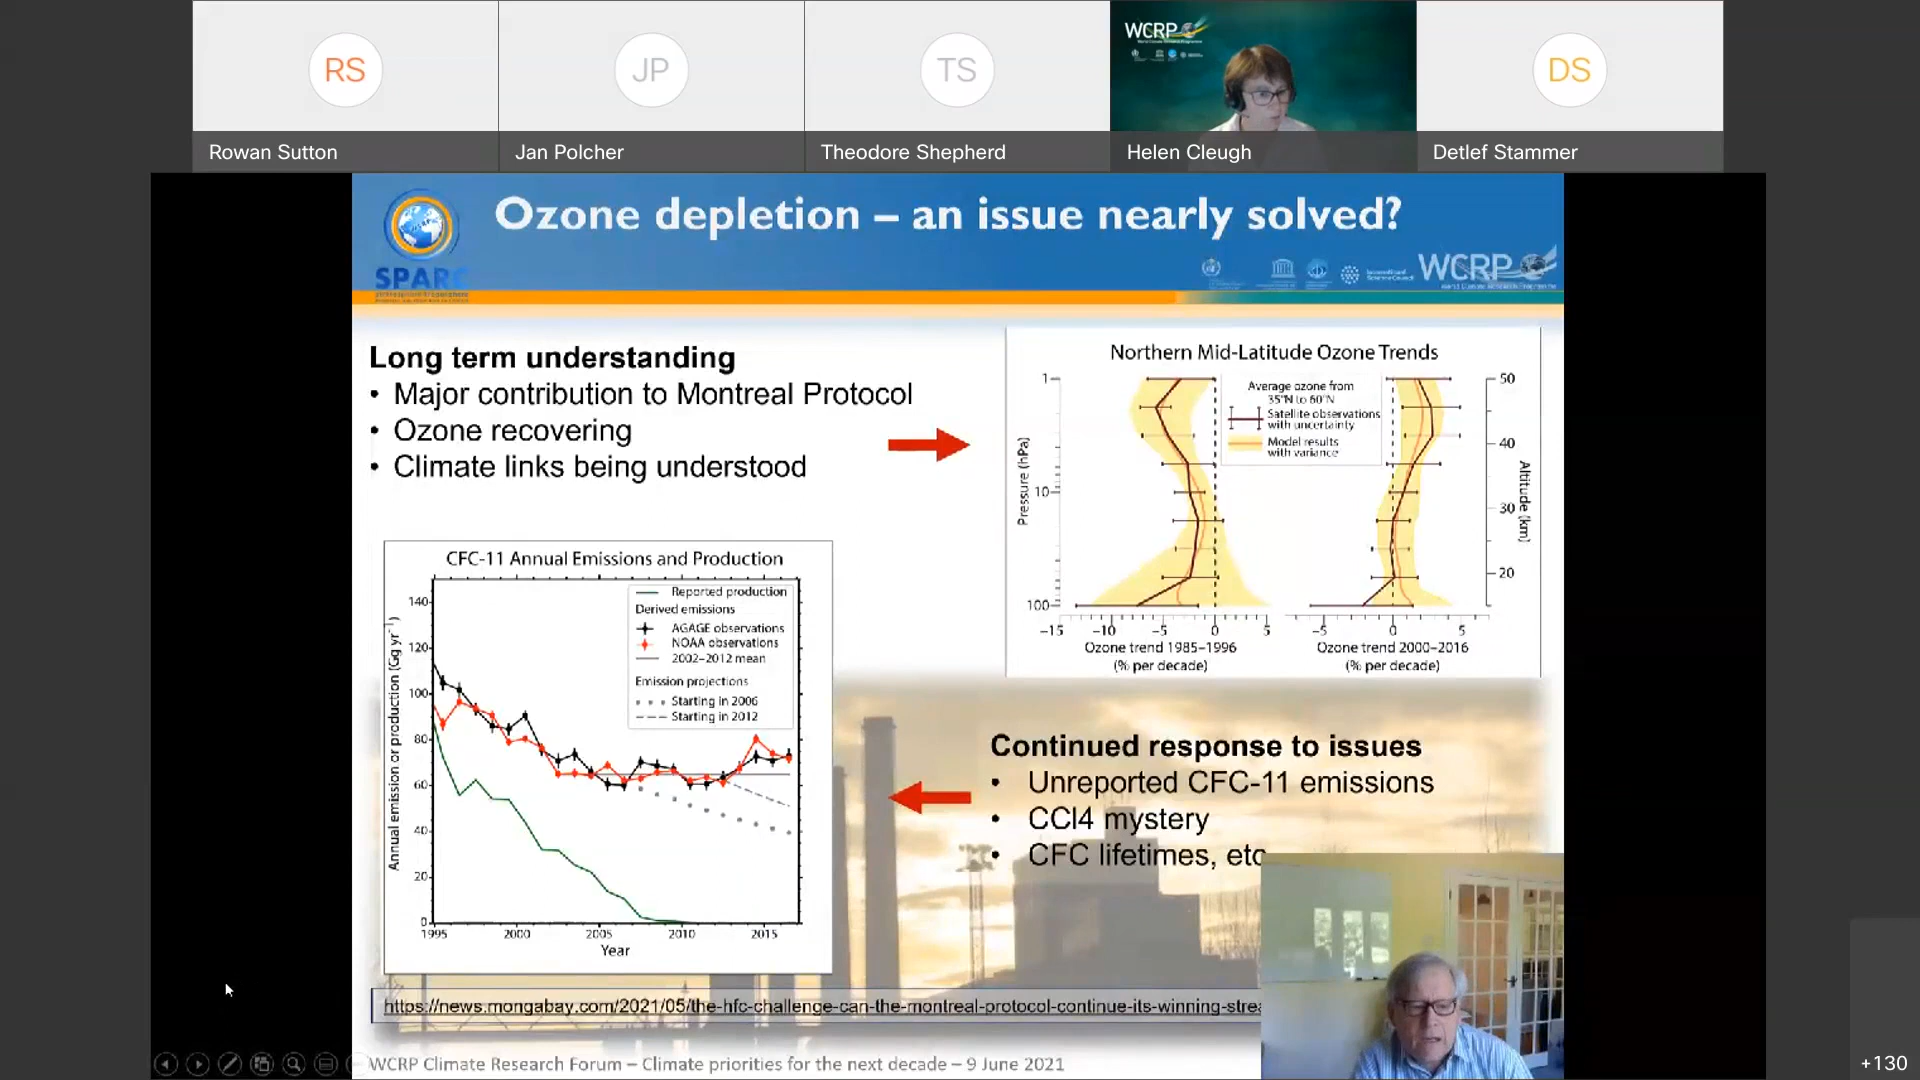 RS
JP
TS
WCRP
DS
Rowan Sutton
Jan Polcher
Theodore Shepherd
Helen Cleugh
Detlef Stammer
Ozone depletion – an issue nearly solved?
SPARC
WCRP
Long term understanding
• Major contribution to Montreal Protocol
• Ozone recovering
• Climate links being understood
Northern Mid-Latitude Ozone Trends
Average ozone from
35°N to 60°N
Satellite observations
with uncertainty
Model results
with variance
Pressure (hPa)
1
10
100
50
40
30
20
Altitude (km)
−15 −10 −5 0 5
−5 0 5
Ozone trend 1985–1996
(% per decade)
Ozone trend 2000–2016
(% per decade)
CFC-11 Annual Emissions and Production
Reported production
Derived emissions
AGAGE observations
NOAA observations
2002–2012 mean
Emission projections
Starting in 2006
Starting in 2012
Annual emission or production (Gg yr⁻¹)
140
120
100
80
60
40
20
0
1995 2000 2005 2010 2015
Year
Continued response to issues
• Unreported CFC-11 emissions
• CCl4 mystery
• CFC lifetimes, etc
https://news.mongabay.com/2021/05/the-hfc-challenge-can-the-montreal-protocol-continue-its-winning-strea
WCRP Climate Research Forum – Climate priorities for the next decade – 9 June 2021
+130